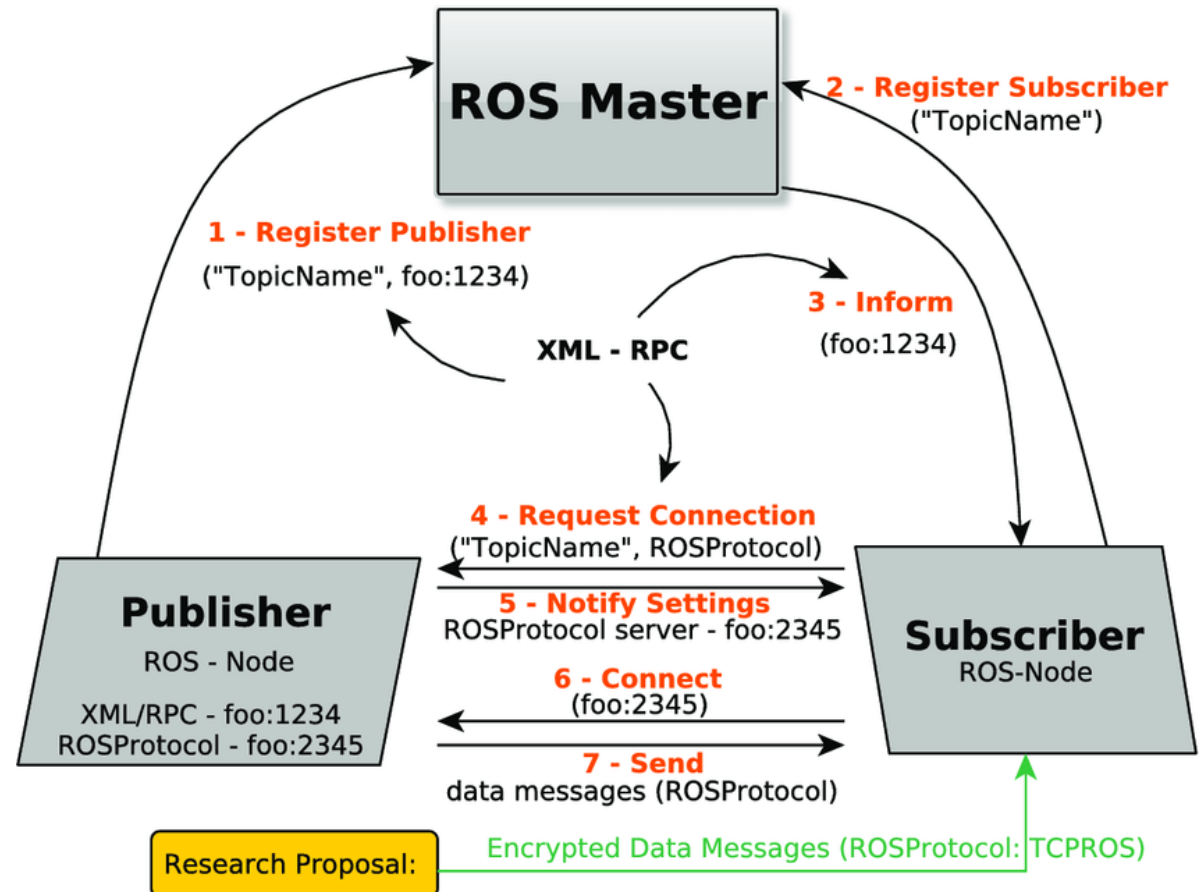 ROS Master
2 - Register Subscriber
("TopicName")
1 - Register Publisher
("TopicName", foo:1234)
3 - Inform
(foo:1234)
XML - RPC
4 - Request Connection
("TopicName", ROSProtocol)
5 - Notify Settings
ROSProtocol server - foo:2345
Publisher
ROS - Node
XML/RPC - foo:1234
ROSProtocol - foo:2345
Subscriber
ROS-Node
6 - Connect
(foo:2345)
7 - Send
data messages (ROSProtocol)
Research Proposal:
Encrypted Data Messages (ROSProtocol: TCPROS)